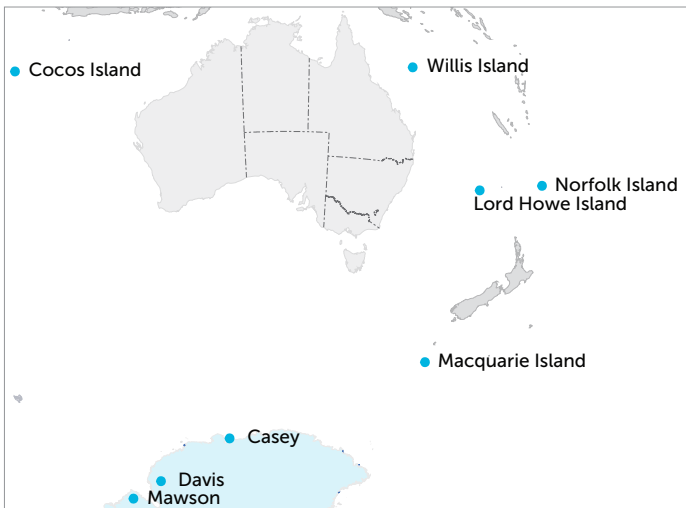 Cocos Island
Willis Island
Norfolk Island
Lord Howe Island
Macquarie Island
Casey
Davis
Mawson